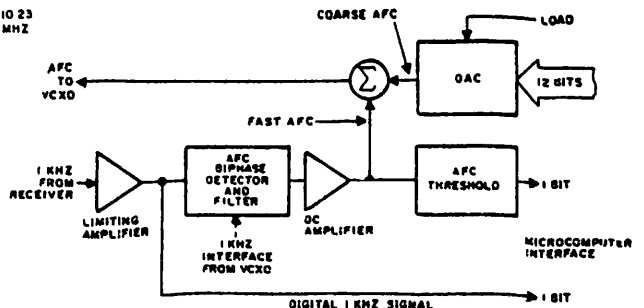 10 23
MHZ
COARSE AFC
LOAD
AFC
TO
VCXO
Σ
DAC
12 BITS
FAST AFC
1 KHZ
FROM
RECEIVER
LIMITING
AMPLIFIER
AFC
BIPHASE
DETECTOR
AND
FILTER
1 KHZ
INTERFACE
FROM VCXO
DC
AMPLIFIER
AFC
THRESHOLD
1 BIT
MICROCOMPUTER
INTERFACE
1 BIT
DIGITAL 1 KHZ SIGNAL